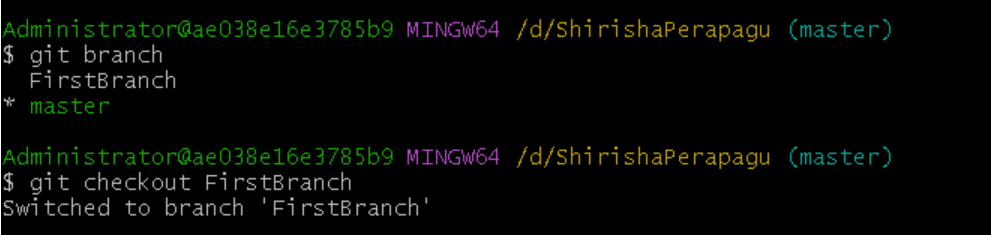 Administrator@ae038e16e3785b9 MINGW64 /d/ShirishaPerapagu (master)
$ git branch
  FirstBranch
* master

Administrator@ae038e16e3785b9 MINGW64 /d/ShirishaPerapagu (master)
$ git checkout FirstBranch
Switched to branch 'FirstBranch'